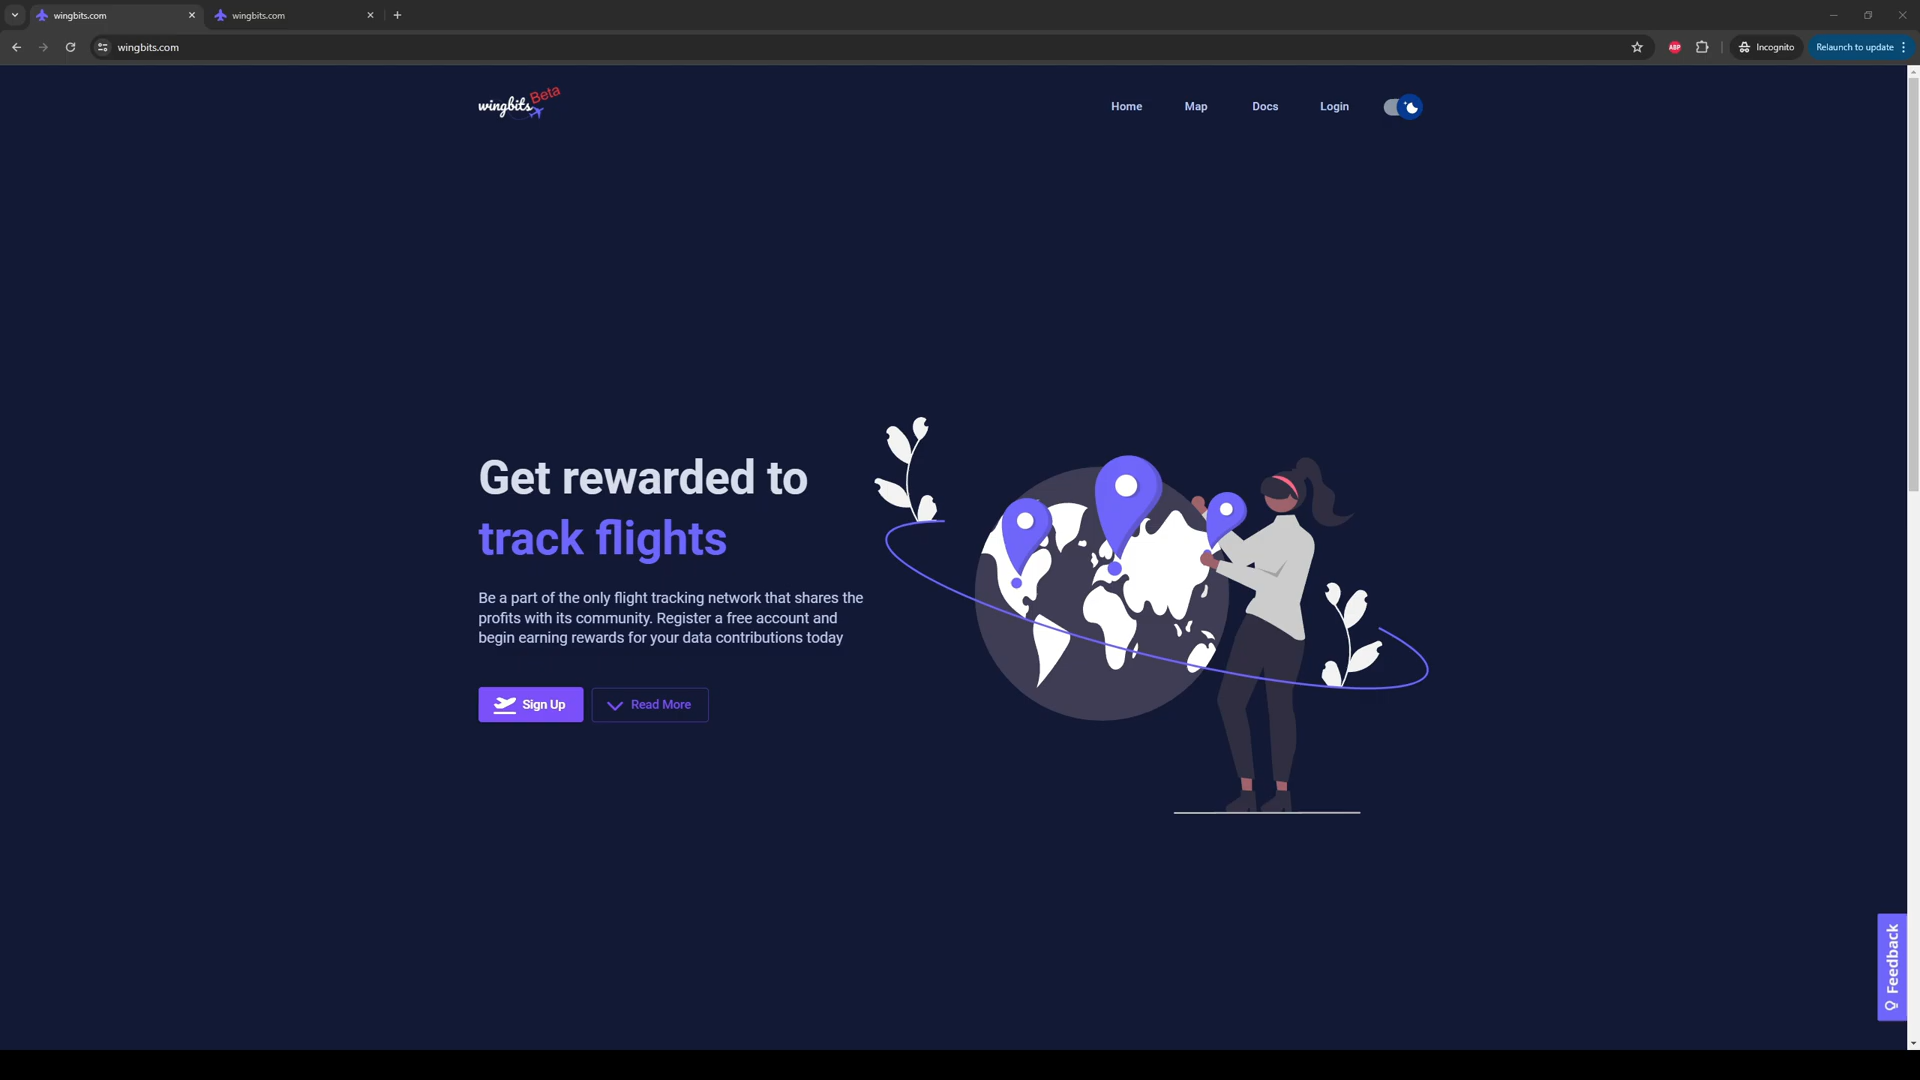 wingbits.com
wingbits.com
wingbits.com
ABP
Incognito
Relaunch to update
wingbits Beta
Home
Map
Docs
Login
Get rewarded to
track flights
Be a part of the only flight tracking network that shares the
profits with its community. Register a free account and
begin earning rewards for your data contributions today
Sign Up
Read More
Feedback